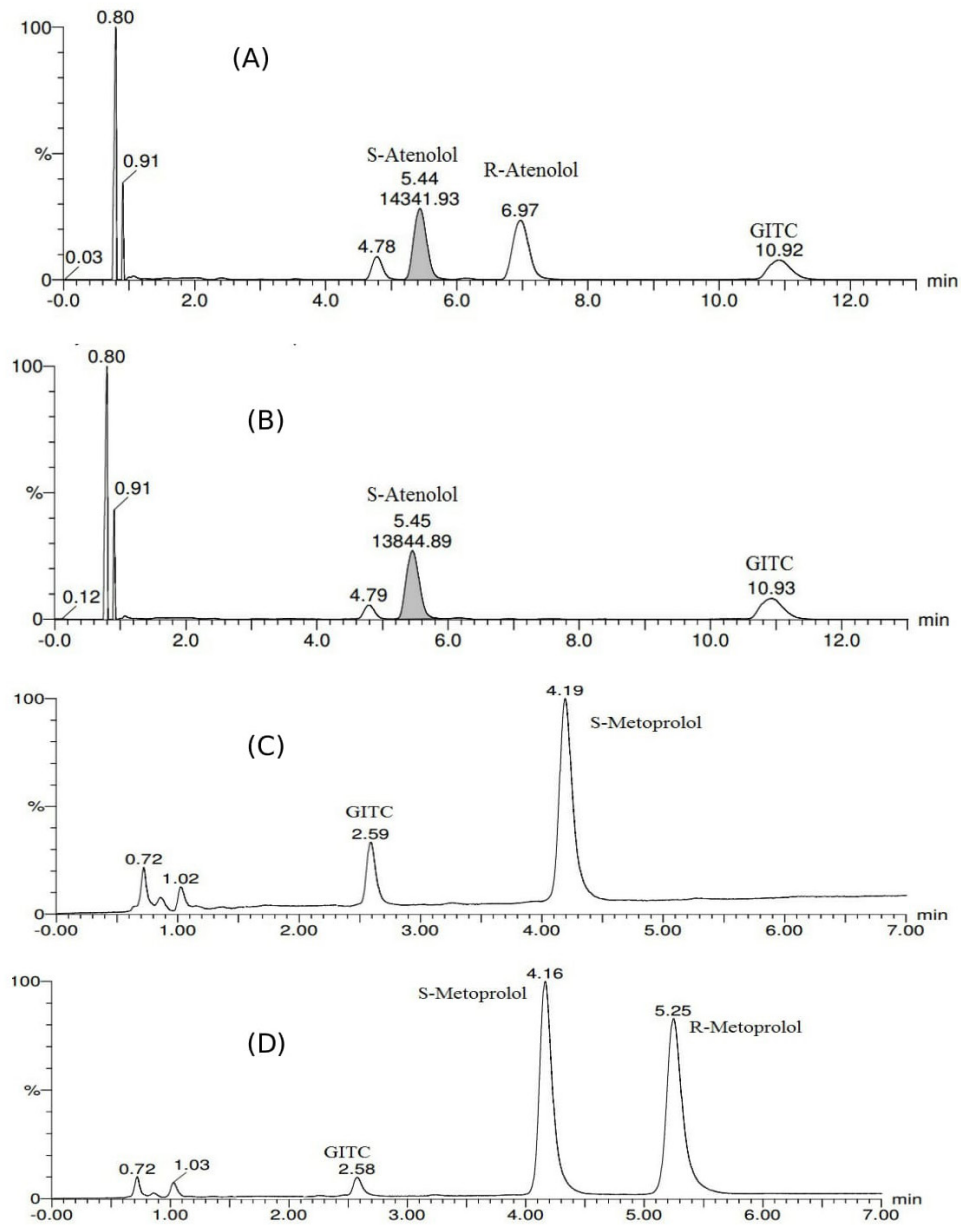 100
0.80
(A)
%
0.91
0.03
S-Atenolol
5.44
14341.93
R-Atenolol
6.97
4.78
GITC
10.92
0
-0.0 2.0 4.0 6.0 8.0 10.0 12.0 min
100
0.80
(B)
%
0.91
0.12
S-Atenolol
5.45
13844.89
4.79
GITC
10.93
0
-0.0 2.0 4.0 6.0 8.0 10.0 12.0 min
100
4.19
S-Metoprolol
(C)
%
GITC
2.59
0.72
1.02
0
-0.00 1.00 2.00 3.00 4.00 5.00 6.00 7.00 min
100
4.16
S-Metoprolol
5.25
R-Metoprolol
(D)
%
GITC
2.58
0.72
1.03
0
-0.00 1.00 2.00 3.00 4.00 5.00 6.00 7.00 min